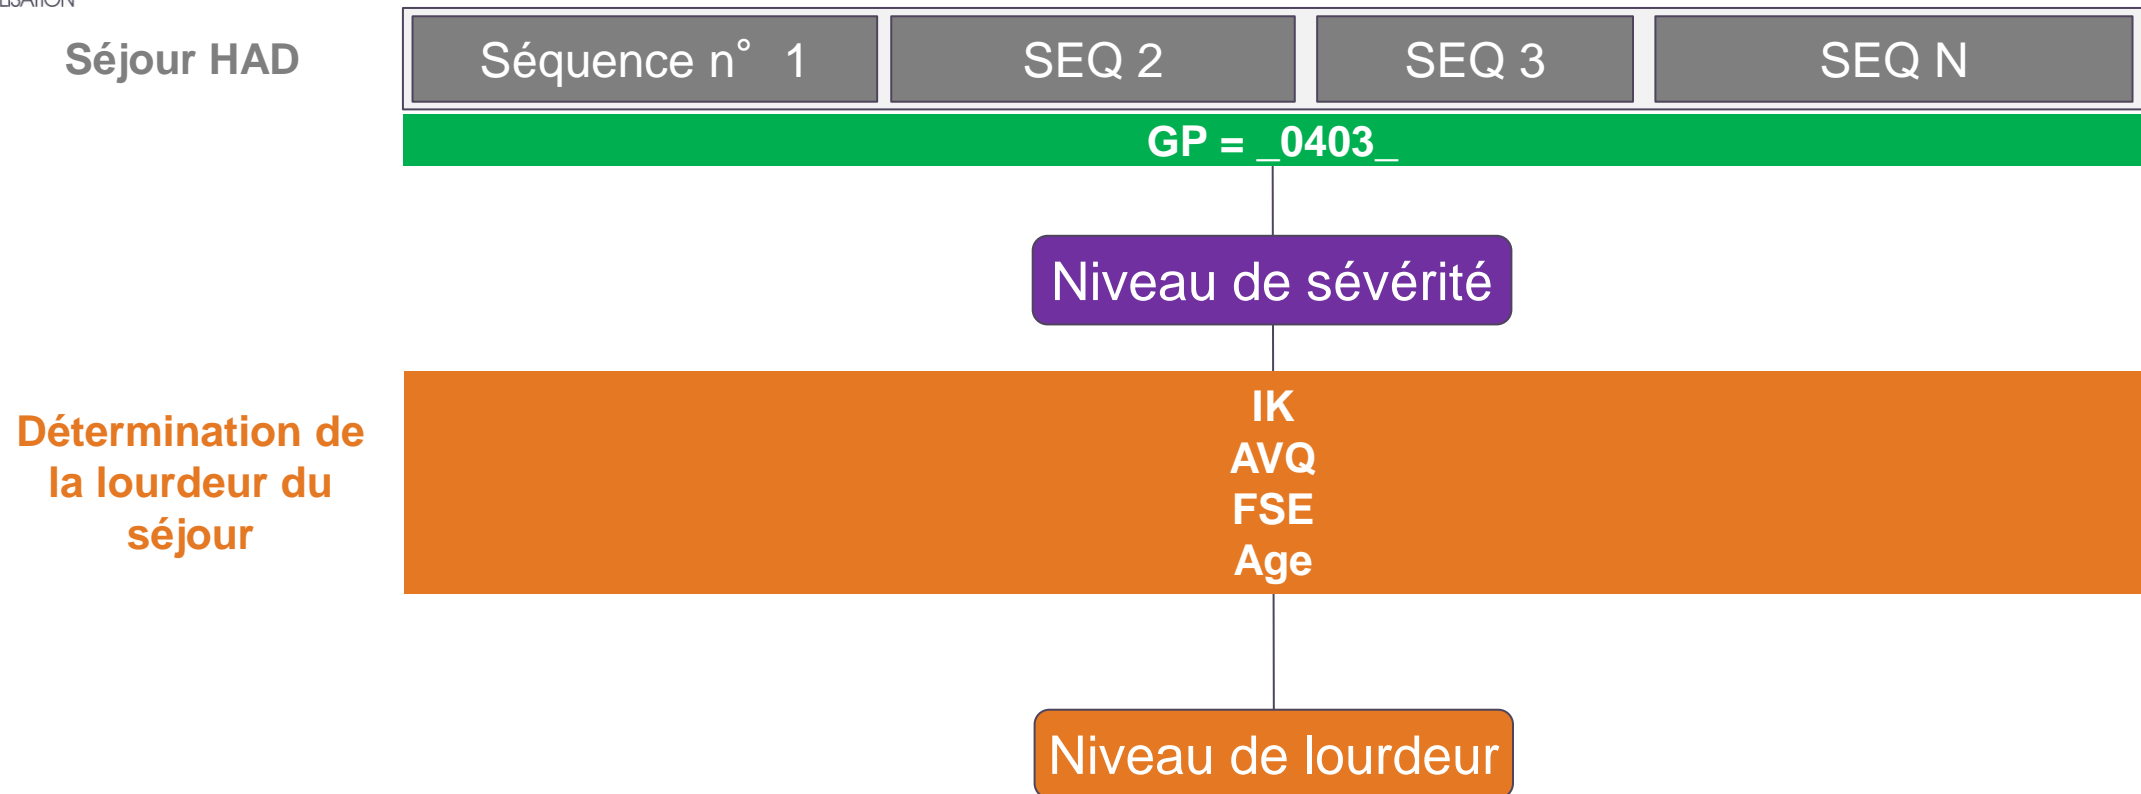 Séjour HAD
Séquence n° 1
SEQ 2
SEQ 3
SEQ N
GP = _0403_
Niveau de sévérité
Détermination de
la lourdeur du
séjour
IK
AVQ
FSE
Age
Niveau de lourdeur